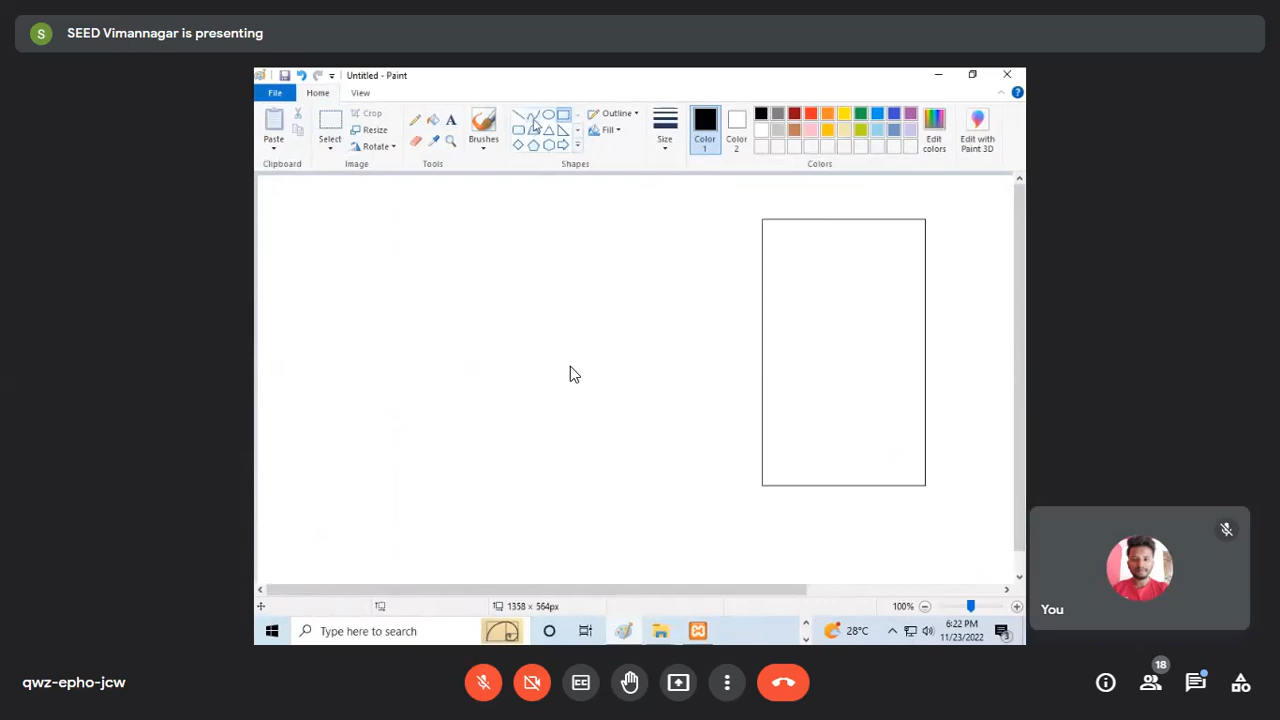 S SEED Vimannagar is presenting
Untitled - Paint
File Home View
Paste
Clipboard
Select
Crop
Resize
Rotate
Image
A
Tools
Brushes
Shapes
Outline
Fill
Size
Color 1
Color 2
Edit colors
Colors
Edit with Paint 3D
1358 × 564px
100%
Type here to search
28°C
6:22 PM
11/23/2022
3
You
qwz-epho-jcw
CC
18